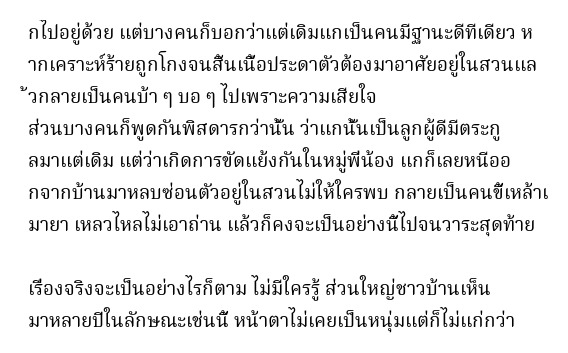 กไปอยู่ด้วย แต่บางคนก็บอกว่าแต่เดิมแกเป็นคนมีฐานะดีทีเดียว ห
ากเคราะห์ร้ายถูกโกงจนสิ้นเนื้อประดาตัวต้องมาอาศัยอยู่ในสวนแล
้วกลายเป็นคนบ้า ๆ บอ ๆ ไปเพราะความเสียใจ
ส่วนบางคนก็พูดกันพิสดารกว่านั้น ว่าแกนั้นเป็นลูกผู้ดีมีตระกู
ลมาแต่เดิม แต่ว่าเกิดการขัดแย้งกันในหมู่พี่น้อง แกก็เลยหนีออ
กจากบ้านมาหลบซ่อนตัวอยู่ในสวนไม่ให้ใครพบ กลายเป็นคนขี้เหล้าเ
มายา เหลวไหลไม่เอาถ่าน แล้วก็คงจะเป็นอย่างนี้ไปจนวาระสุดท้าย
เรื่องจริงจะเป็นอย่างไรก็ตาม ไม่มีใครรู้ ส่วนใหญ่ชาวบ้านเห็น
มาหลายปีในลักษณะเช่นนี้ หน้าตาไม่เคยเป็นหนุ่มแต่ก็ไม่แก่กว่า